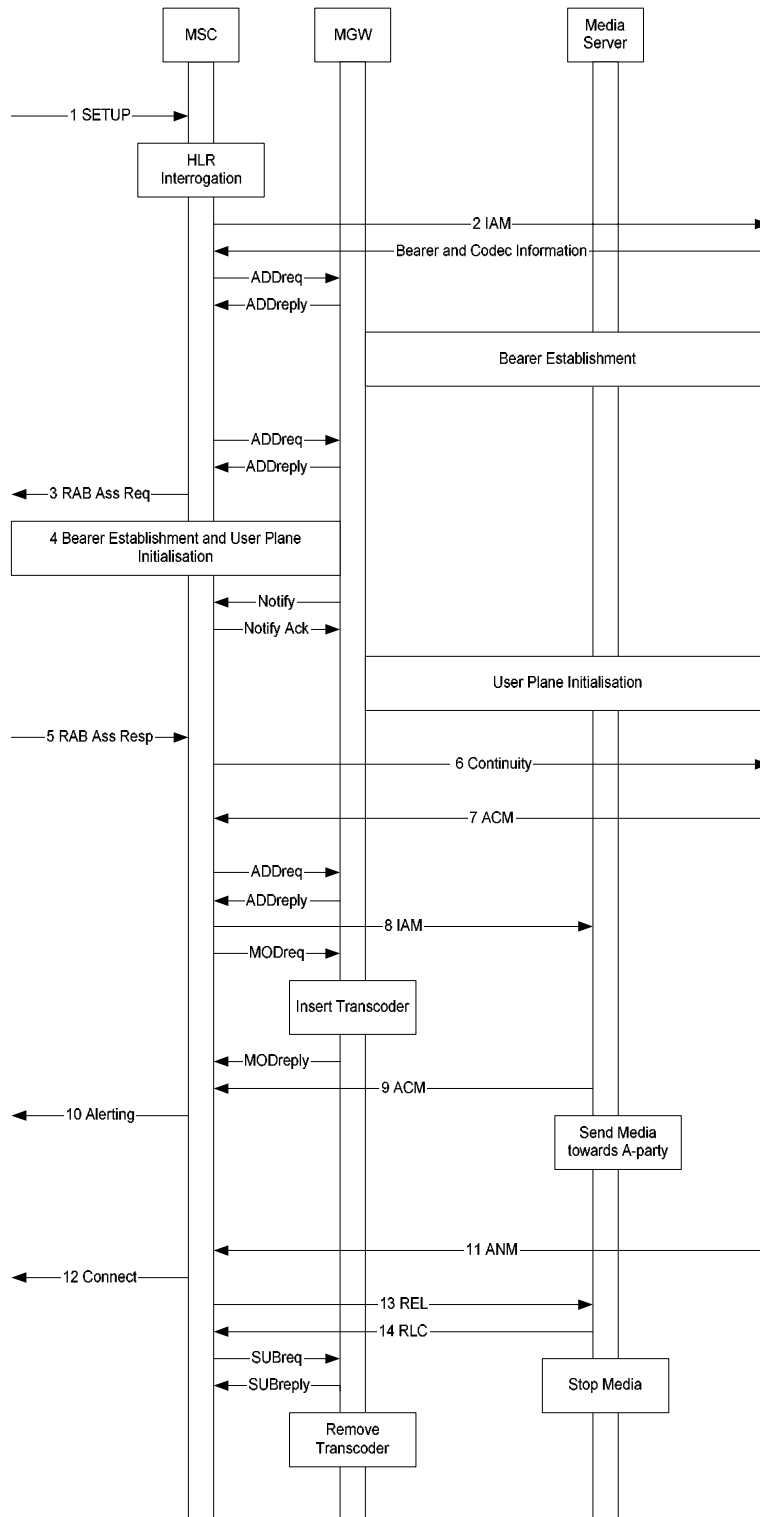 MSC
MGW
Media
Server
1 SETUP
HLR
Interrogation
2 IAM
Bearer and Codec Information
ADDreq
ADDreply
Bearer Establishment
ADDreq
ADDreply
3 RAB Ass Req
4 Bearer Establishment and User Plane
Initialisation
Notify
Notify Ack
User Plane Initialisation
5 RAB Ass Resp
6 Continuity
7 ACM
ADDreq
ADDreply
8 IAM
MODreq
Insert Transcoder
MODreply
9 ACM
10 Alerting
Send Media
towards A-party
11 ANM
12 Connect
13 REL
14 RLC
SUBreq
SUBreply
Stop Media
Remove
Transcoder